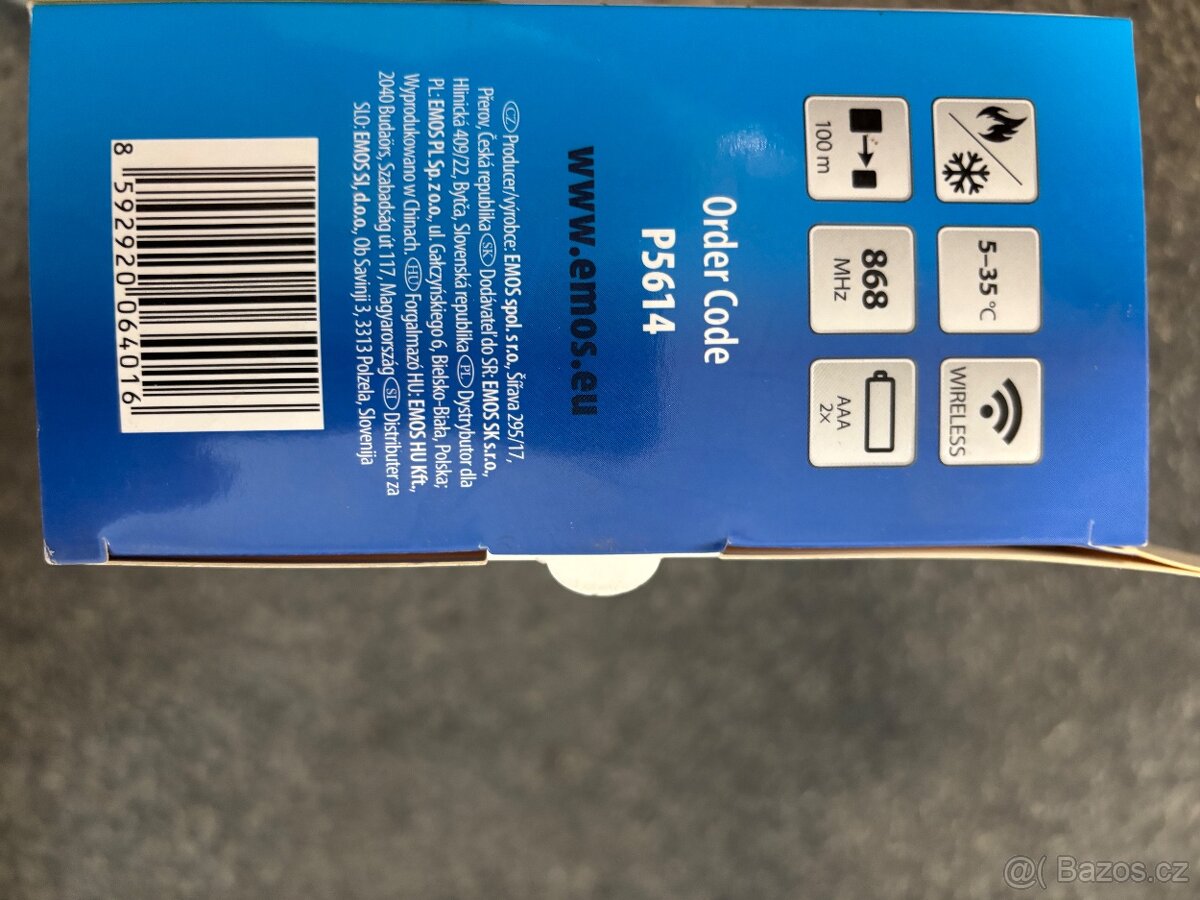 5–35 °C
WIRELESS
100 m
868
MHz
AAA
2x
Order Code
P5614
www.emos.eu
CZ Producer/výrobce: EMOS spol. s r.o., Šířava 295/17,
Přerov, Česká republika SK Dodávateľ do SR: EMOS SK s.r.o.,
Hlinická 409/22, Bytča, Slovenská republika PL Dystrybutor dla
PL: EMOS PL Sp. z o.o., ul. Gałczyńskiego 6, Bielsko-Biała, Polska;
Wyprodukowano w Chinach. HU Forgalmazó HU: EMOS HU Kft.,
2040 Budaörs, Szabadság út 117, Magyarország SI Distributer za
SLO: EMOS SI, d.o.o, Ob Savinji 3, 3313 Polzela, Slovenija
8 592920 064016
@( Bazos.cz